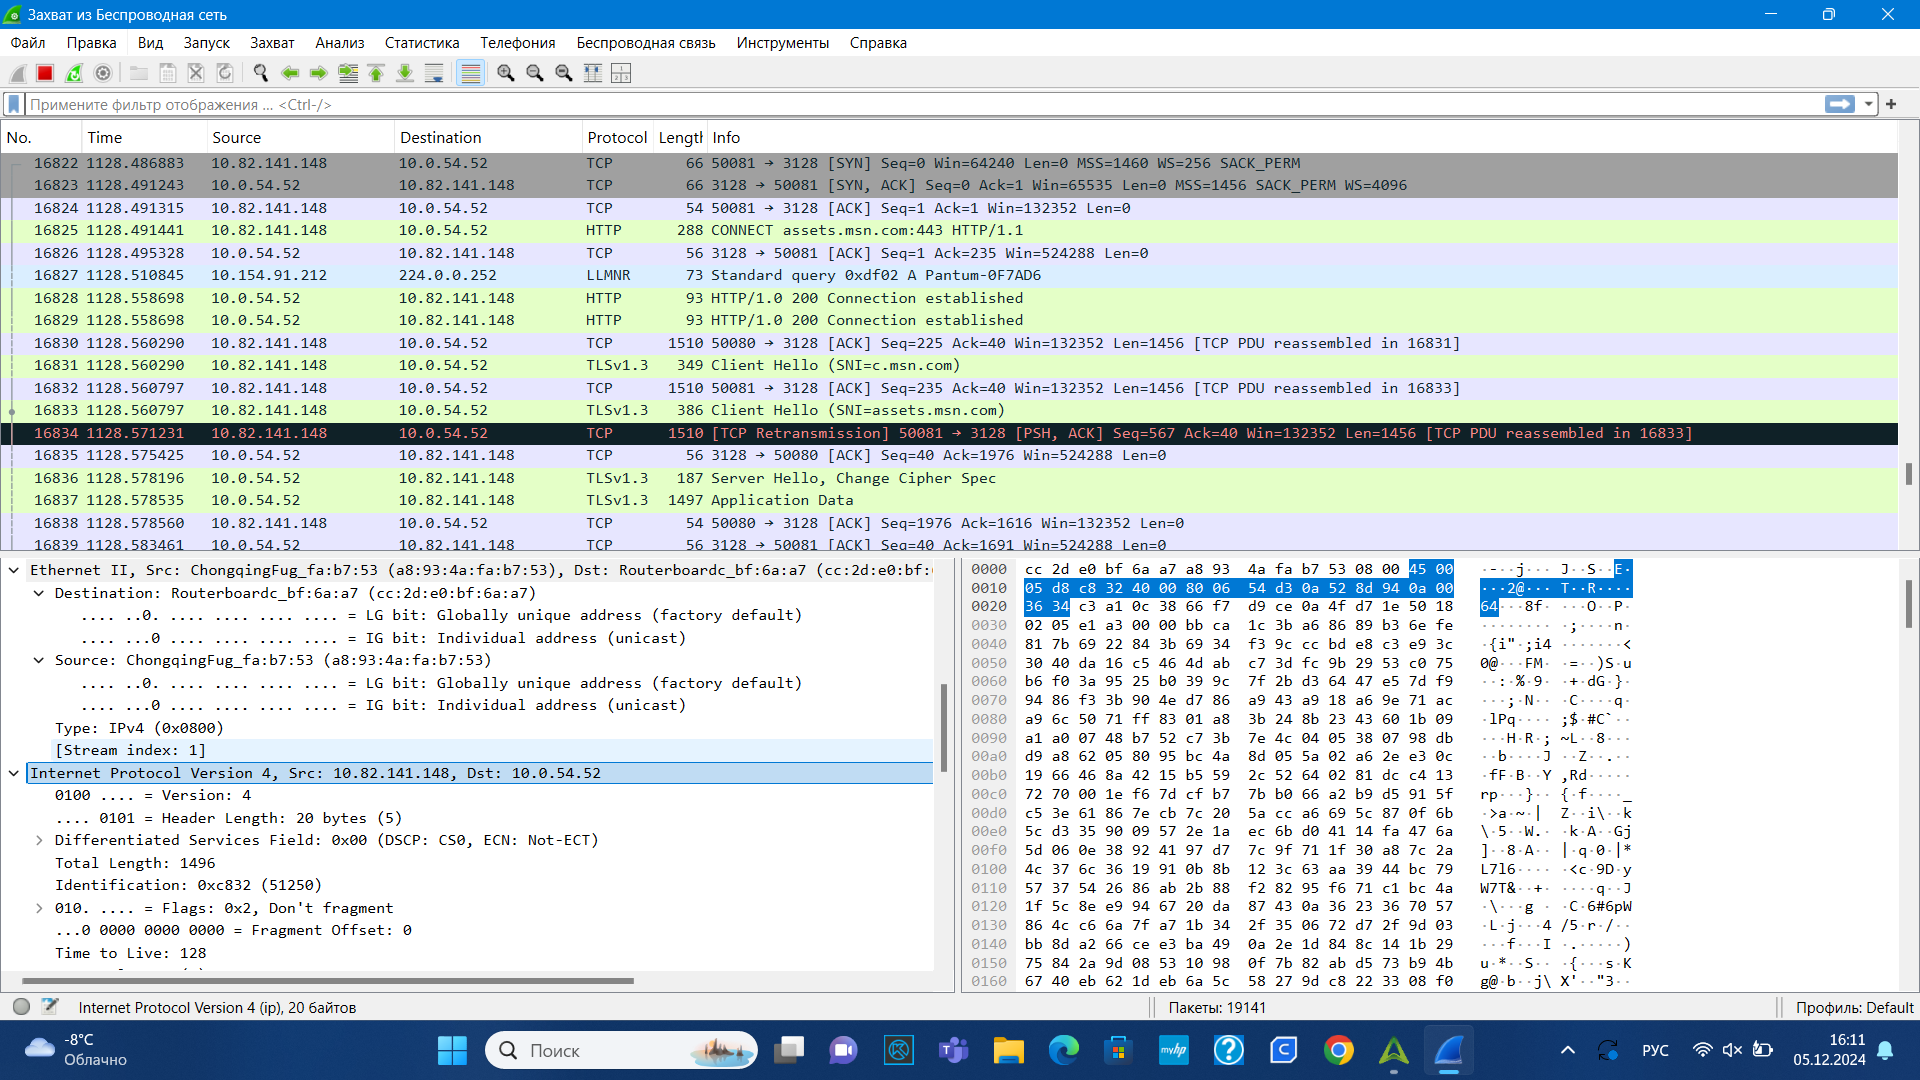 Захват из Беспроводная сеть
Файл Правка Вид Запуск Захват Анализ Статистика Телефония Беспроводная связь Инструменты Справка
Примените фильтр отображения ... <Ctrl-/>
No. Time Source Destination Protocol Length Info
16822 1128.486883 10.82.141.148 10.0.54.52 TCP 66 50081 → 3128 [SYN] Seq=0 Win=64240 Len=0 MSS=1460 WS=256 SACK_PERM
16823 1128.491243 10.0.54.52 10.82.141.148 TCP 66 3128 → 50081 [SYN, ACK] Seq=0 Ack=1 Win=65535 Len=0 MSS=1456 SACK_PERM WS=4096
16824 1128.491315 10.82.141.148 10.0.54.52 TCP 54 50081 → 3128 [ACK] Seq=1 Ack=1 Win=132352 Len=0
16825 1128.491441 10.82.141.148 10.0.54.52 HTTP 288 CONNECT assets.msn.com:443 HTTP/1.1
16826 1128.495328 10.0.54.52 10.82.141.148 TCP 56 3128 → 50081 [ACK] Seq=1 Ack=235 Win=524288 Len=0
16827 1128.510845 10.154.91.212 224.0.0.252 LLMNR 73 Standard query 0xdf02 A Pantum-0F7AD6
16828 1128.558698 10.0.54.52 10.82.141.148 HTTP 93 HTTP/1.0 200 Connection established
16829 1128.558698 10.0.54.52 10.82.141.148 HTTP 93 HTTP/1.0 200 Connection established
16830 1128.560290 10.82.141.148 10.0.54.52 TCP 1510 50080 → 3128 [ACK] Seq=225 Ack=40 Win=132352 Len=1456 [TCP PDU reassembled in 16831]
16831 1128.560290 10.82.141.148 10.0.54.52 TLSv1.3 349 Client Hello (SNI=c.msn.com)
16832 1128.560797 10.82.141.148 10.0.54.52 TCP 1510 50081 → 3128 [ACK] Seq=235 Ack=40 Win=132352 Len=1456 [TCP PDU reassembled in 16833]
16833 1128.560797 10.82.141.148 10.0.54.52 TLSv1.3 386 Client Hello (SNI=assets.msn.com)
16834 1128.571231 10.82.141.148 10.0.54.52 TCP 1510 [TCP Retransmission] 50081 → 3128 [PSH, ACK] Seq=567 Ack=40 Win=132352 Len=1456 [TCP PDU reassembled in 16833]
16835 1128.575425 10.0.54.52 10.82.141.148 TCP 56 3128 → 50080 [ACK] Seq=40 Ack=1976 Win=524288 Len=0
16836 1128.578196 10.0.54.52 10.82.141.148 TLSv1.3 187 Server Hello, Change Cipher Spec
16837 1128.578535 10.0.54.52 10.82.141.148 TLSv1.3 1497 Application Data
16838 1128.578560 10.82.141.148 10.0.54.52 TCP 54 50080 → 3128 [ACK] Seq=1976 Ack=1616 Win=132352 Len=0
16839 1128.583461 10.0.54.52 10.82.141.148 TCP 56 3128 → 50081 [ACK] Seq=40 Ack=1691 Win=524288 Len=0
Ethernet II, Src: ChongqingFug_fa:b7:53 (a8:93:4a:fa:b7:53), Dst: Routerboardc_bf:6a:a7 (cc:2d:e0:bf:
Destination: Routerboardc_bf:6a:a7 (cc:2d:e0:bf:6a:a7)
.... ..0. .... .... .... .... = LG bit: Globally unique address (factory default)
.... ...0 .... .... .... .... = IG bit: Individual address (unicast)
Source: ChongqingFug_fa:b7:53 (a8:93:4a:fa:b7:53)
.... ..0. .... .... .... .... = LG bit: Globally unique address (factory default)
.... ...0 .... .... .... .... = IG bit: Individual address (unicast)
Type: IPv4 (0x0800)
[Stream index: 1]
Internet Protocol Version 4, Src: 10.82.141.148, Dst: 10.0.54.52
0100 .... = Version: 4
.... 0101 = Header Length: 20 bytes (5)
Differentiated Services Field: 0x00 (DSCP: CS0, ECN: Not-ECT)
Total Length: 1496
Identification: 0xc832 (51250)
010. .... = Flags: 0x2, Don't fragment
...0 0000 0000 0000 = Fragment Offset: 0
Time to Live: 128
0000 cc 2d e0 bf 6a a7 a8 93 4a fa b7 53 08 00 45 00
0010 05 d8 c8 32 40 00 80 06 54 d3 0a 52 8d 94 0a 00
0020 36 34 c3 a1 0c 38 66 f7 d9 ce 0a 4f d7 1e 50 18
0030 02 05 e1 a3 00 00 bb ca 1c 3b a6 86 89 b3 6e fe
0040 81 7b 69 22 84 3b 69 34 f3 9c cc bd e8 c3 e9 3c
0050 30 40 da 16 c5 46 4d ab c7 3d fc 9b 29 53 c0 75
0060 b6 f0 3a 95 25 b0 39 9c 7f 2b d3 64 47 e5 7d f9
0070 94 86 f3 3b 90 4e d7 86 a9 43 a9 18 a6 9e 71 ac
0080 a9 6c 50 71 ff 83 01 a8 3b 24 8b 23 43 60 1b 09
0090 a1 a0 07 48 b7 52 c7 3b 7e 4c 04 05 38 07 98 db
00a0 d9 a8 62 05 80 95 bc 4a 8d 05 5a 02 a6 2e e3 0c
00b0 19 66 46 8a 42 15 b5 59 2c 52 64 02 81 dc c4 13
00c0 72 70 00 1e f6 7d cf b7 7b b0 66 a2 b9 d5 91 5f
00d0 c5 3e 61 86 7e cb 7c 20 5a cc a6 69 5c 87 0f 6b
00e0 5c d3 35 90 09 57 2e 1a ec 6b d0 41 14 fa 47 6a
00f0 5d 06 0e 38 92 41 97 d7 7c 9f 71 1f 30 a8 7c 2a
0100 4c 37 6c 36 19 91 0b 8b 12 3c 63 aa 39 44 bc 79
0110 57 37 54 26 86 ab 2b 88 f2 82 95 f6 71 c1 bc 4a
0120 1f 5c 8e e9 94 67 20 da 87 43 0a 36 23 36 70 57
0130 86 4c c6 6a 7f a7 1b 34 2f 35 06 72 d7 2f 9d 03
0140 bb 8d a2 66 ce e3 ba 49 0a 2e 1d 84 8c 14 1b 29
0150 75 84 2a 9d 08 53 10 98 0f 7b 82 ab d5 73 b9 4b
0160 67 40 eb 62 1d eb 6a 5c 58 27 9d c8 22 33 08 f0
Internet Protocol Version 4 (ip), 20 байтов
Пакеты: 19141
Профиль: Default
-8°C
Облачно
Поиск
myhp
РУС
16:11
05.12.2024